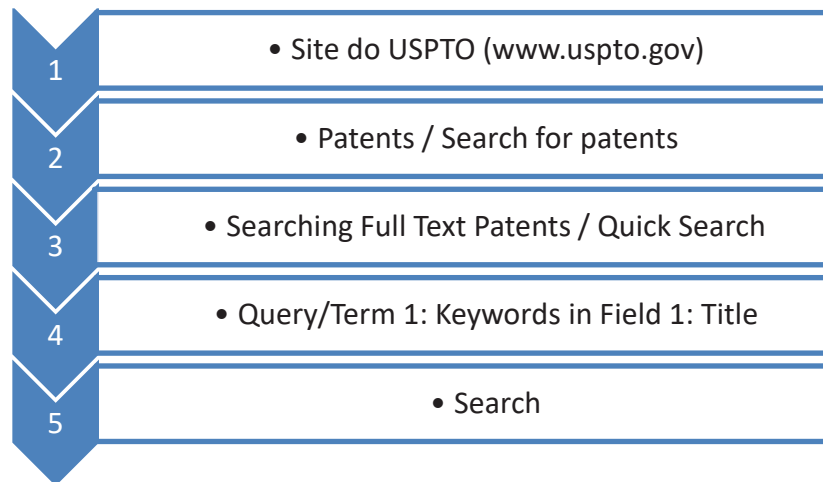 1
• Site do USPTO (www.uspto.gov)
2
• Patents / Search for patents
3
• Searching Full Text Patents / Quick Search
4
• Query/Term 1: Keywords in Field 1: Title
5
• Search